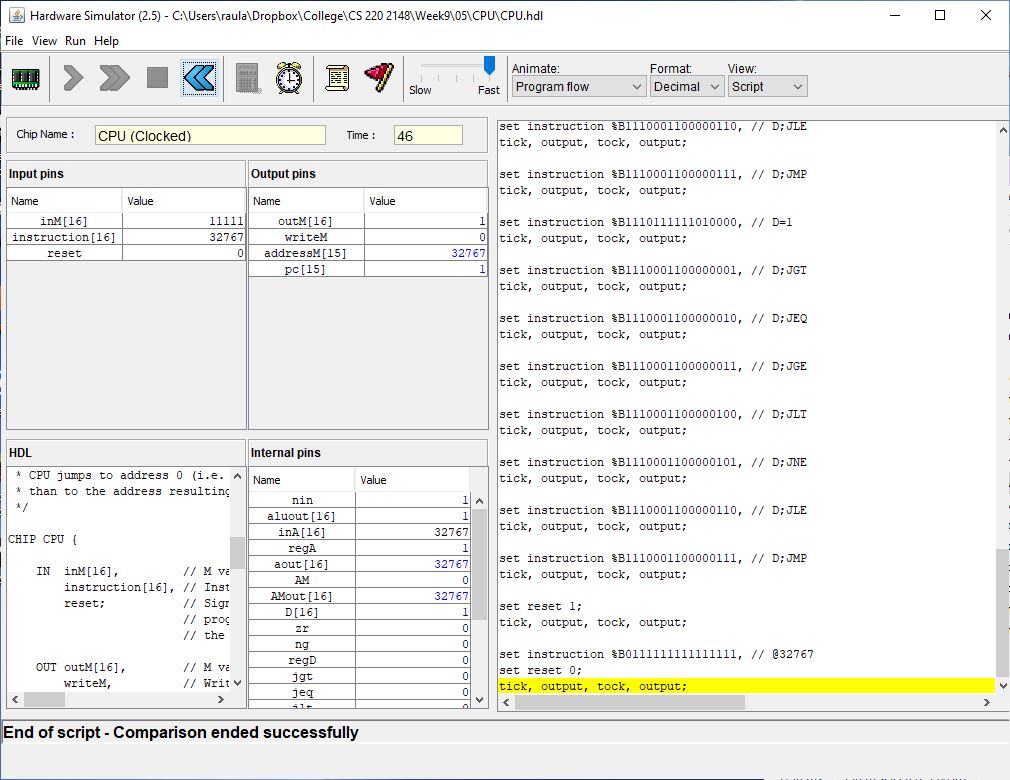 Hardware Simulator (2.5) - C:\Users\raula\Dropbox\College\CS 220 2148\Week9\05\CPU\CPU.hdl
File View Run Help
Slow Fast
Animate:
Program flow
Format:
Decimal
View:
Script
Chip Name : CPU (Clocked) Time : 46
Input pins
Name Value
inM[16] 11111
instruction[16] 32767
reset 0
Output pins
Name Value
outM[16] 1
writeM 0
addressM[15] 32767
pc[15] 1
HDL
* CPU jumps to address 0 (i.e.
* than to the address resulting
*/
CHIP CPU {
IN inM[16], // M va
instruction[16], // Inst
reset; // Sign
// prog
// the
OUT outM[16], // M va
writeM, // Writ
Internal pins
Name Value
nin 1
aluout[16] 1
inA[16] 32767
regA 1
aout[16] 32767
AM 0
AMout[16] 32767
D[16] 1
zr 0
ng 0
regD 0
jgt 0
jeq 0
jlt 0
set instruction %B1110001100000110, // D;JLE
tick, output, tock, output;
set instruction %B1110001100000111, // D;JMP
tick, output, tock, output;
set instruction %B1110111111010000, // D=1
tick, output, tock, output;
set instruction %B1110001100000001, // D;JGT
tick, output, tock, output;
set instruction %B1110001100000010, // D;JEQ
tick, output, tock, output;
set instruction %B1110001100000011, // D;JGE
tick, output, tock, output;
set instruction %B1110001100000100, // D;JLT
tick, output, tock, output;
set instruction %B1110001100000101, // D;JNE
tick, output, tock, output;
set instruction %B1110001100000110, // D;JLE
tick, output, tock, output;
set instruction %B1110001100000111, // D;JMP
tick, output, tock, output;
set reset 1;
tick, output, tock, output;
set instruction %B0111111111111111, // @32767
set reset 0;
tick, output, tock, output;
End of script - Comparison ended successfully